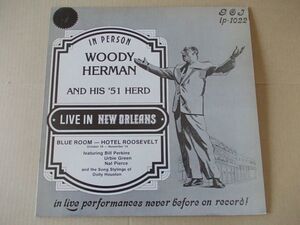 IN PERSON
WOODY
HERMAN
AND HIS '51 HERD
LIVE IN NEW ORLEANS
BLUE ROOM — HOTEL ROOSEVELT
featuring Bill Perkins
Urbie Green
Nat Pierce
and the Song Stylings of
Dolly Houston
lp-1022
in live performances never before on record!